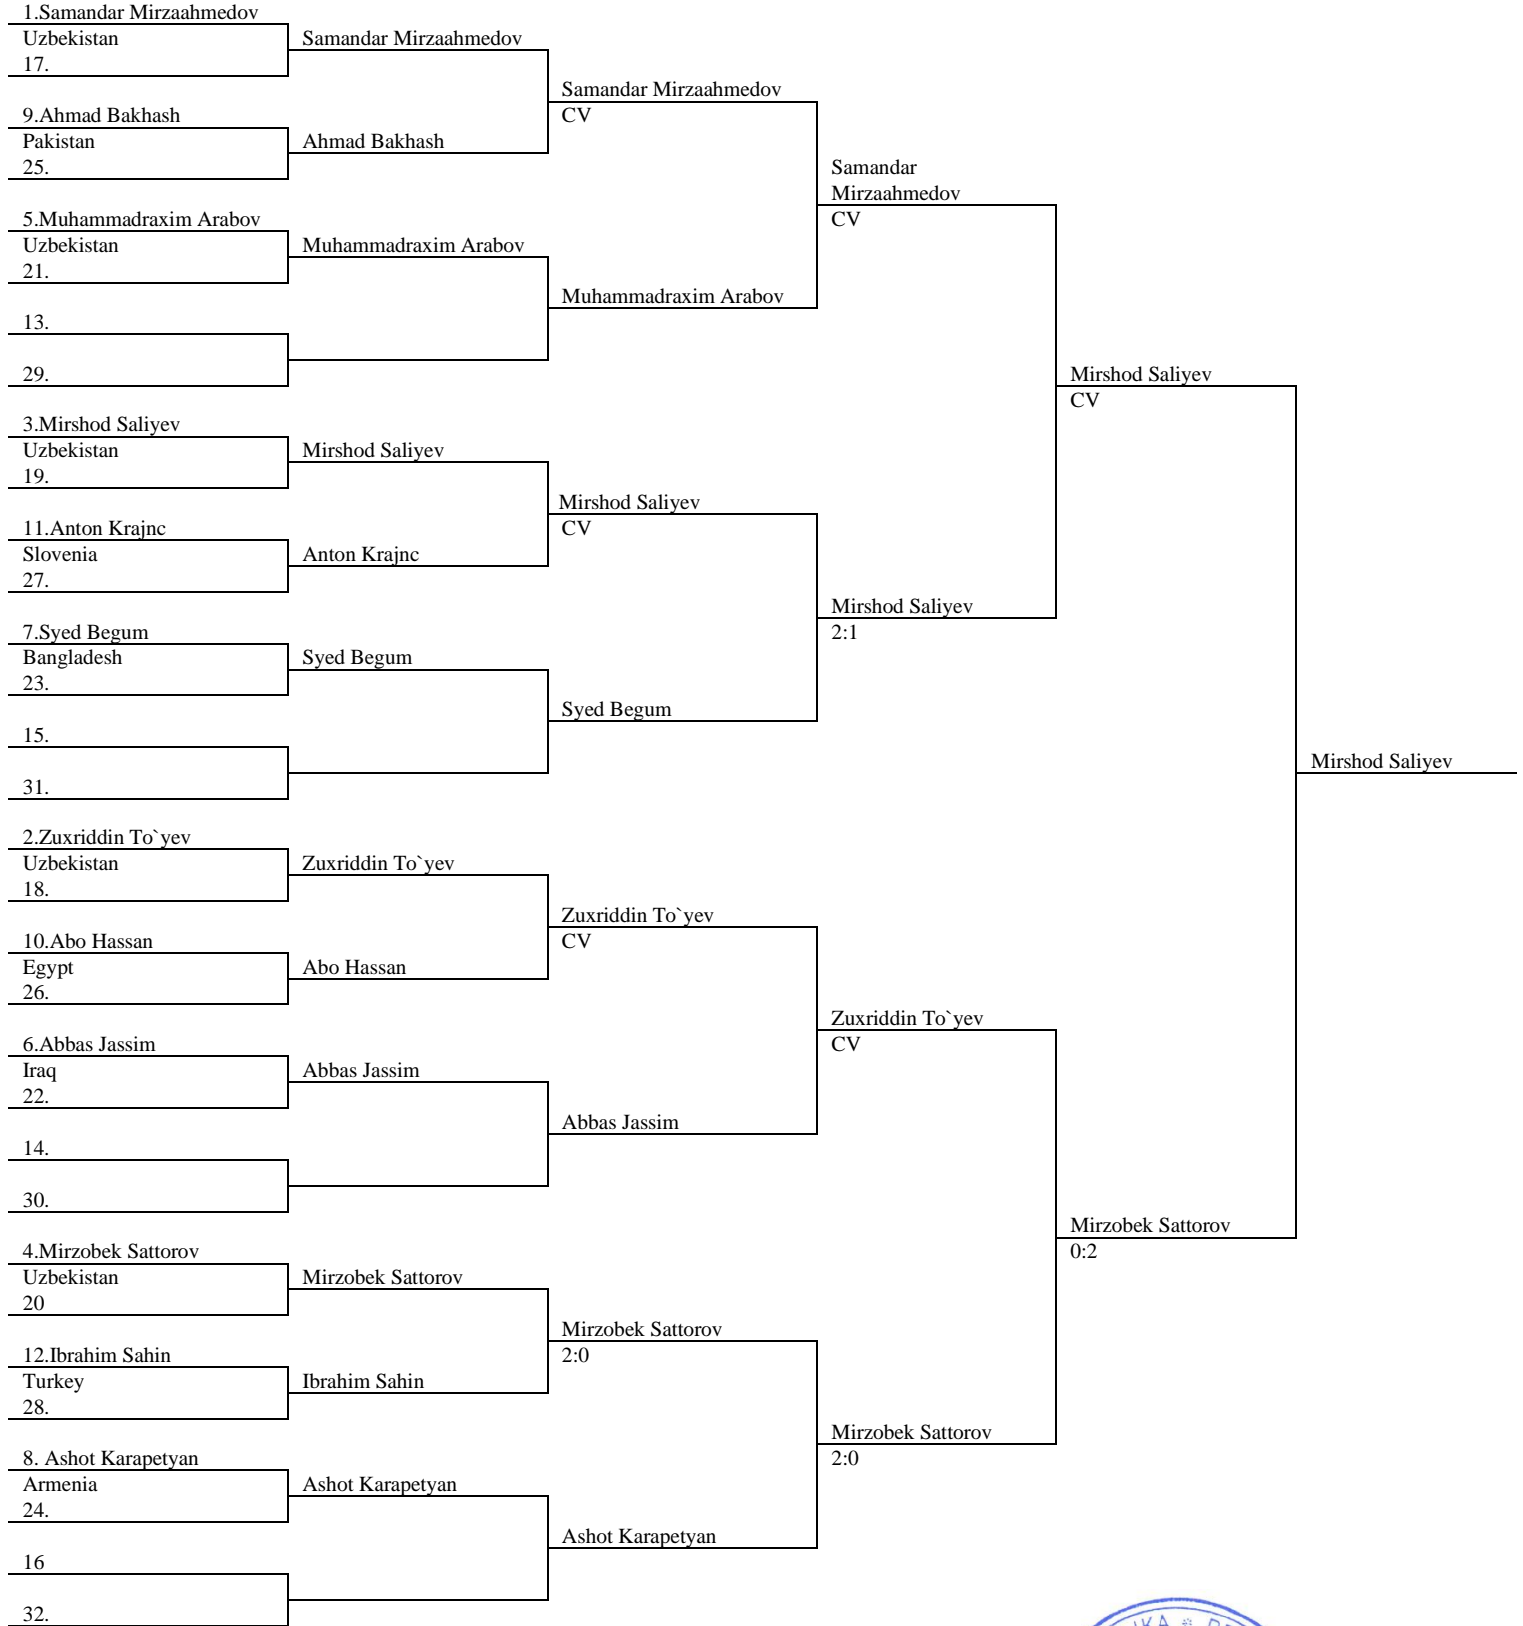 1.Samandar Mirzaahmedov
Uzbekistan
17.
9.Ahmad Bakhash
Pakistan
25.
5.Muhammadraxim Arabov
Uzbekistan
21.
13.
29.
3.Mirshod Saliyev
Uzbekistan
19.
11.Anton Krajnc
Slovenia
27.
7.Syed Begum
Bangladesh
23.
15.
31.
2.Zuxriddin To`yev
Uzbekistan
18.
10.Abo Hassan
Egypt
26.
6.Abbas Jassim
Iraq
22.
14.
30.
4.Mirzobek Sattorov
Uzbekistan
20
12.Ibrahim Sahin
Turkey
28.
8. Ashot Karapetyan
Armenia
24.
16
32.
Samandar Mirzaahmedov
Ahmad Bakhash
Muhammadraxim Arabov
Mirshod Saliyev
Anton Krajnc
Syed Begum
Zuxriddin To`yev
Abo Hassan
Abbas Jassim
Mirzobek Sattorov
Ibrahim Sahin
Ashot Karapetyan
Samandar Mirzaahmedov
CV
Muhammadraxim Arabov
Mirshod Saliyev
CV
Syed Begum
Zuxriddin To`yev
CV
Abbas Jassim
Mirzobek Sattorov
2:0
Ashot Karapetyan
Samandar
Mirzaahmedov
CV
Mirshod Saliyev
2:1
Zuxriddin To`yev
CV
Mirzobek Sattorov
2:0
Mirshod Saliyev
CV
Mirzobek Sattorov
0:2
Mirshod Saliyev